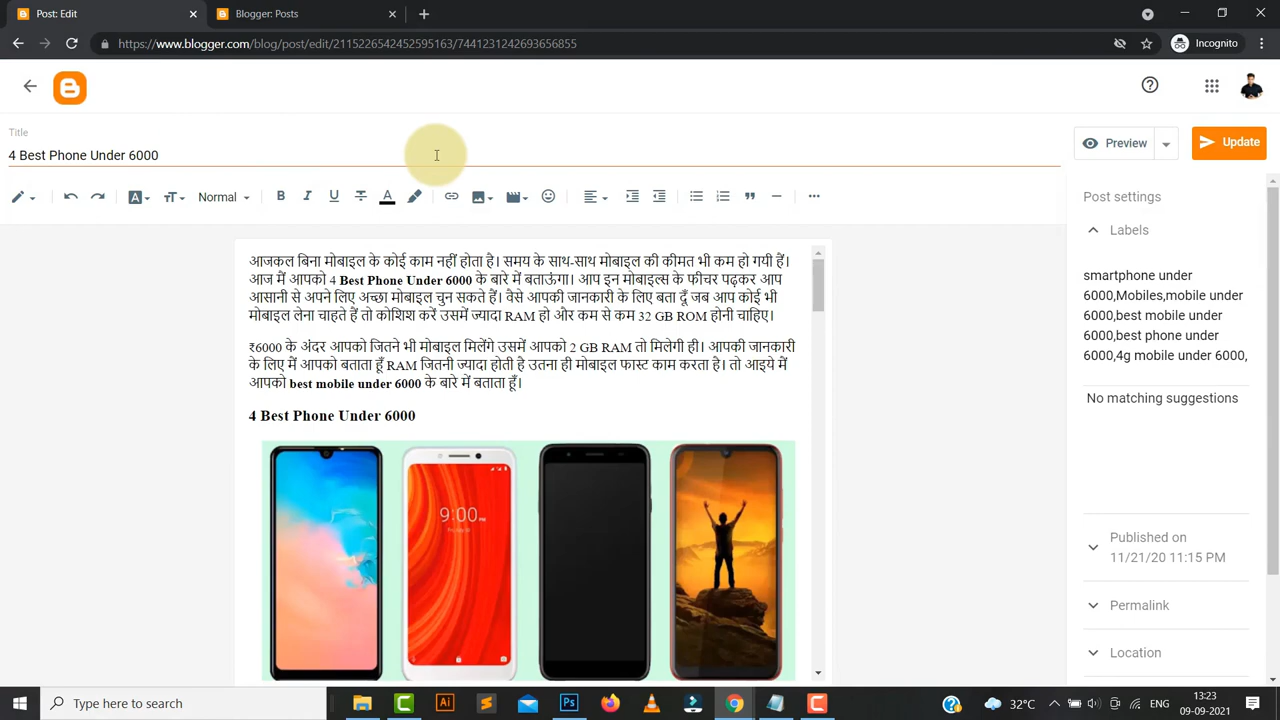 Post: Edit
Blogger: Posts
https://www.blogger.com/blog/post/edit/2115226542452595163/7441231242693656855
Incognito
Title
4 Best Phone Under 6000
Preview
Update
Normal
Post settings
Labels
smartphone under
6000,Mobiles,mobile under
6000,best mobile under
6000,best phone under
6000,4g mobile under 6000,
No matching suggestions
Published on
11/21/20 11:15 PM
Permalink
Location
आजकल बिना मोबाइल के कोई काम नहीं होता है। समय के साथ-साथ मोबाइल की कीमत भी कम हो गयी हैं।
आज में आपको 4 Best Phone Under 6000 के बारे में बताऊंगा। आप इन मोबाइल्स के फीचर पढ़कर आप
आसानी से अपने लिए अच्छा मोबाइल चुन सकते हैं। वैसे आपकी जानकारी के लिए बता दूँ जब आप कोई भी
मोबाइल लेना चाहते हैं तो कोशिश करें उसमें ज्यादा RAM हो और कम से कम 32 GB ROM होनी चाहिए।
₹6000 के अंदर आपको जितने भी मोबाइल मिलेंगे उसमें आपको 2 GB RAM तो मिलेगी ही। आपकी जानकारी
के लिए में आपको बताता हूँ RAM जितनी ज्यादा होती है उतना ही मोबाइल फास्ट काम करता है। तो आइये में
आपको best mobile under 6000 के बारे में बताता हूँ।
4 Best Phone Under 6000
9:00
Type here to search
32°C
ENG
13:23
09-09-2021